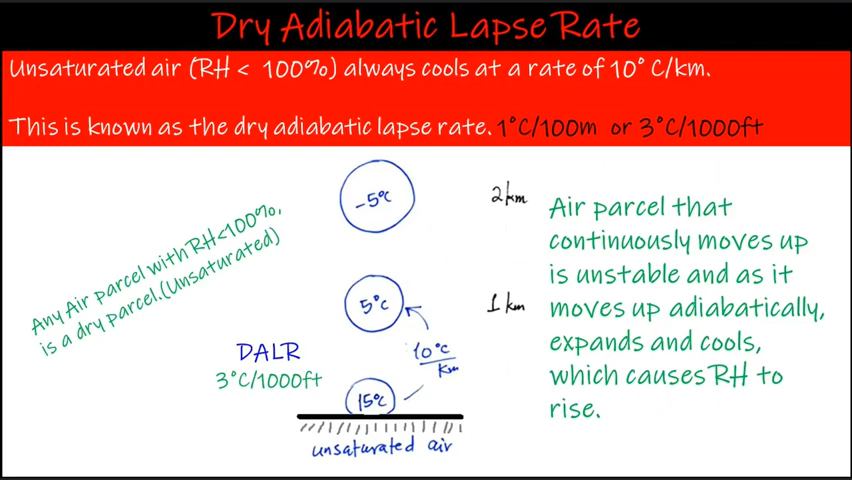 Dry Adiabatic Lapse Rate
Unsaturated air (RH < 100%) always cools at a rate of 10° C/km.
This is known as the dry adiabatic lapse rate. 1°C/100m or 3°C/1000ft
Any Air parcel with RH<100%,
is a dry parcel.(Unsaturated)
-5°C
2 km
5°C
1 km
10°C
km
15°C
DALR
3°C/1000ft
unsaturated air
Air parcel that
continuously moves up
is unstable and as it
moves up adiabatically,
expands and cools,
which causes RH to
rise.